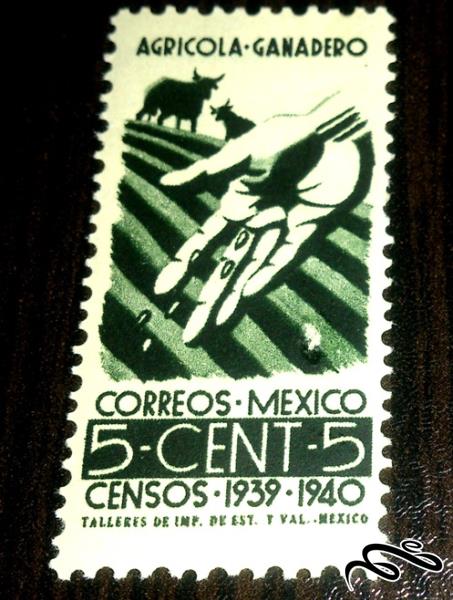 AGRICOLA·GANADERO
CORREOS·MEXICO
5-CENT-5
CENSOS·1939·1940
TALLERES DE IMP. DE EST. Y VAL.-MEXICO